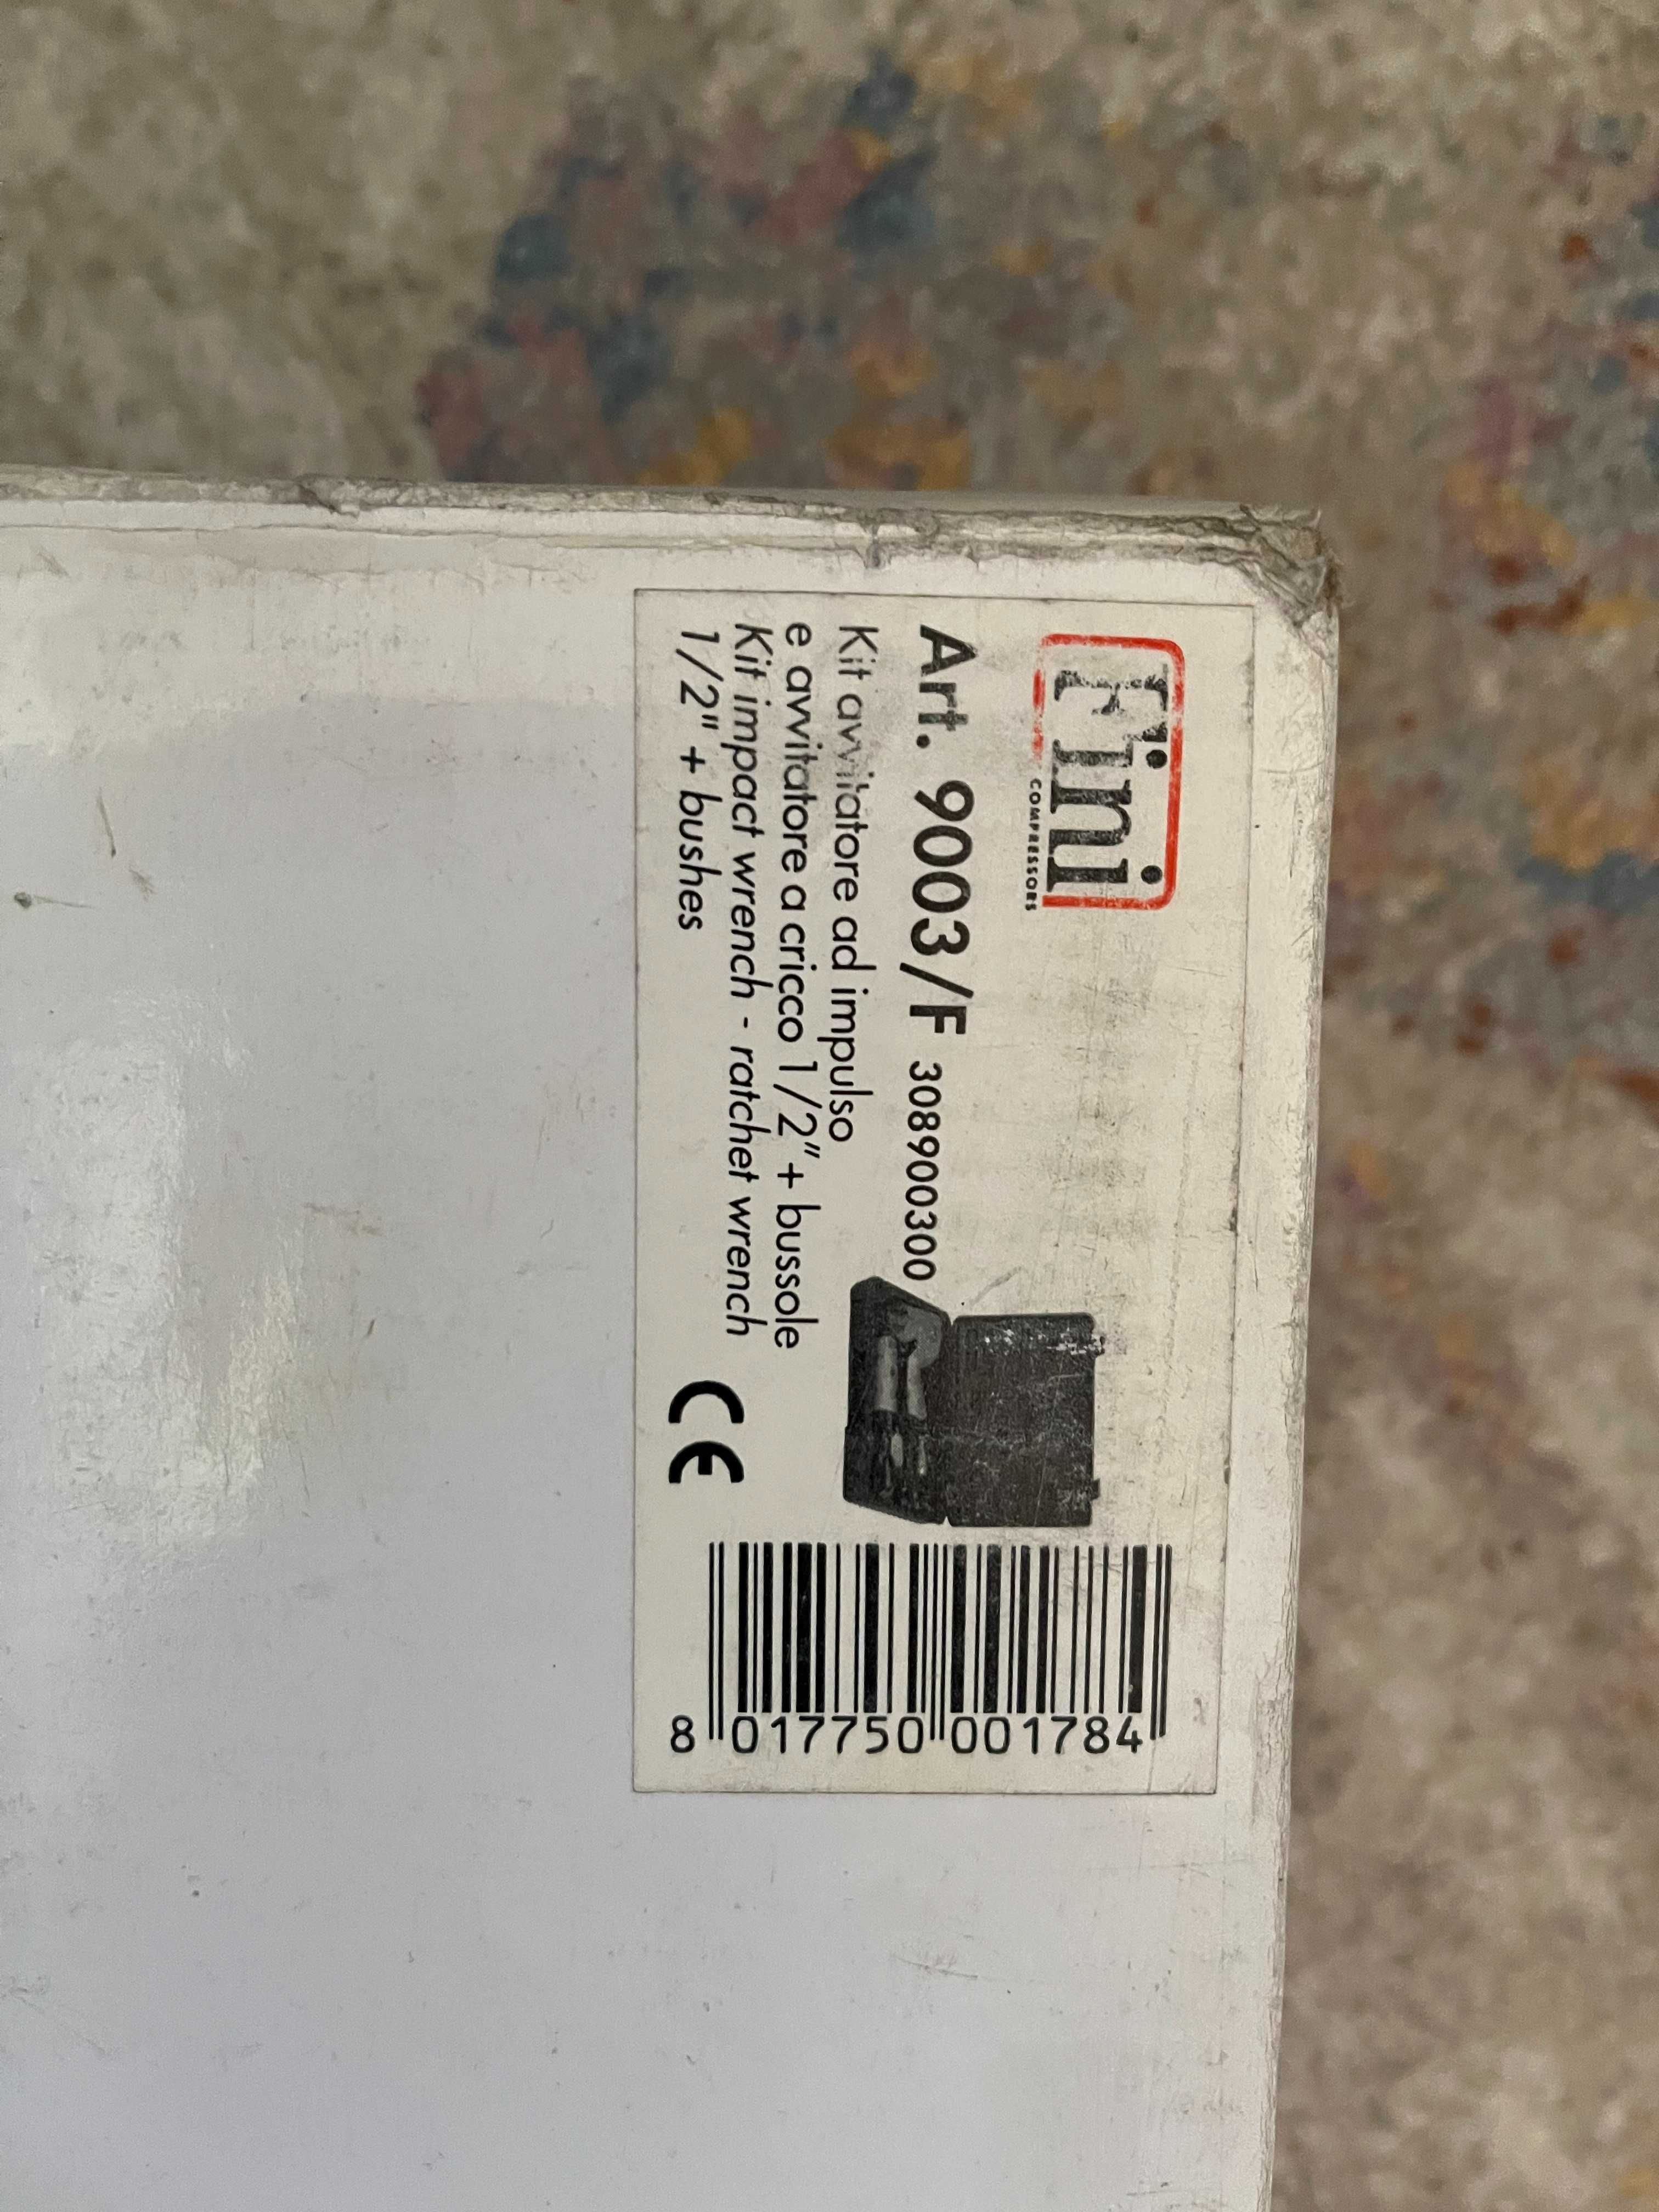 Fini
COMPRESSORS
Art. 9003/F 308900300
Kit avvitatore ad impulso
e avvitatore a cricco 1/2"+ bussole
Kit impact wrench - ratchet wrench
1/2" + bushes
CE
8 017750 001784